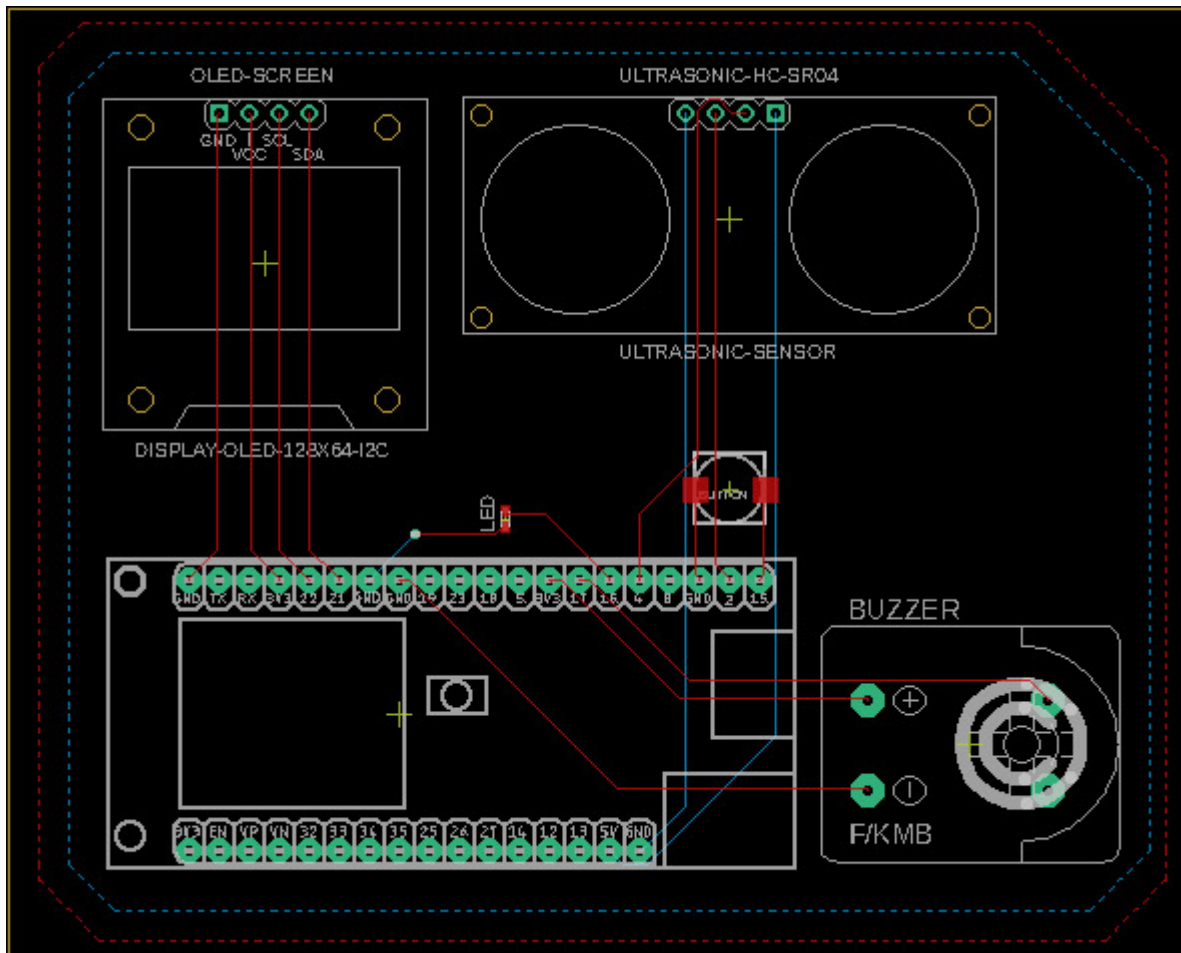 OLED-SCREEN
ULTRASONIC-HC-SR04
GND SCL
VCC SDA
ULTRASONIC-SENSOR
DISPLAY-OLED-128X64-I2C
BUTTON
LED
GND TX RX 3V3 22 21 GND GND 19 23 18 5 3V3 17 16 4 0 GND 2 15
BUZZER
+
-
F/KMB
3V3 EN VP VN 32 33 34 35 25 26 27 14 12 13 5V GND